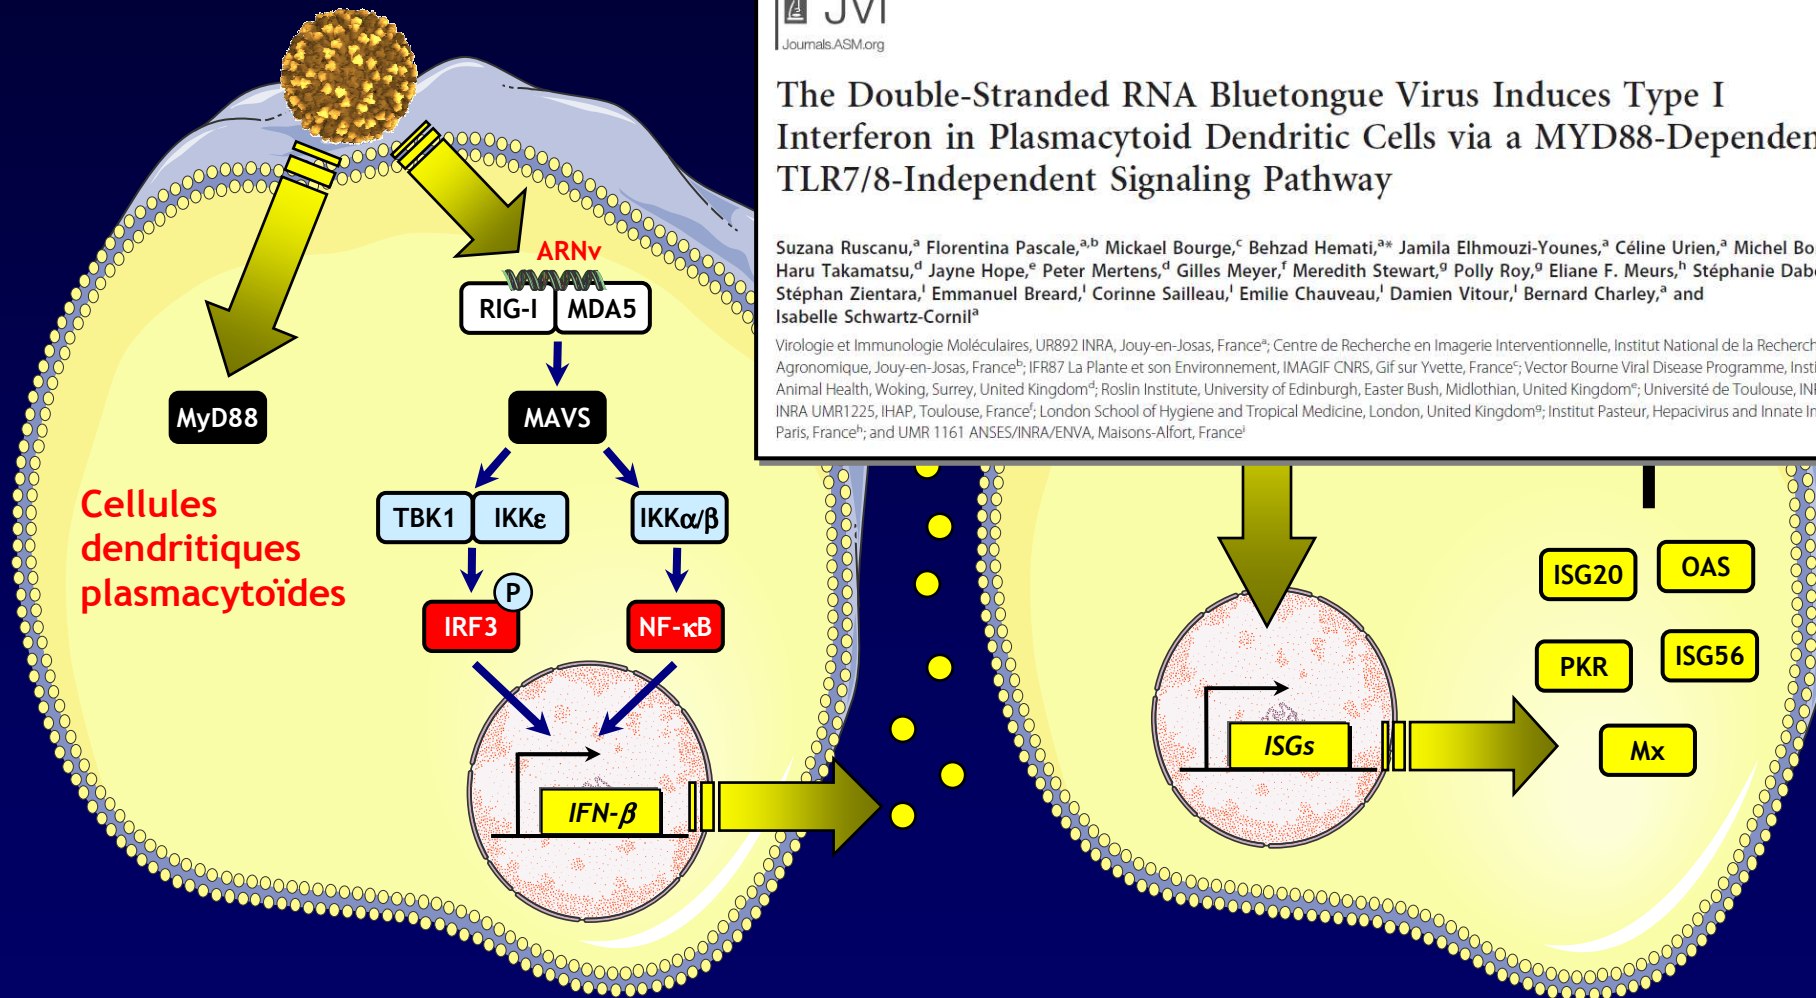 JVI
Journals.ASM.org
The Double-Stranded RNA Bluetongue Virus Induces Type I
Interferon in Plasmacytoid Dendritic Cells via a MYD88-Dependen
TLR7/8-Independent Signaling Pathway
Suzana Ruscanu,a Florentina Pascale,a,b Mickael Bourge,c Behzad Hemati,a* Jamila Elhmouzi-Younes,a Céline Urien,a Michel Bo
Haru Takamatsu,d Jayne Hope,e Peter Mertens,d Gilles Meyer,f Meredith Stewart,g Polly Roy,g Eliane F. Meurs,h Stéphanie Dab
Stéphan Zientara,i Emmanuel Breard,i Corinne Sailleau,i Emilie Chauveau,i Damien Vitour,i Bernard Charley,a and
Isabelle Schwartz-Cornila
Virologie et Immunologie Moléculaires, UR892 INRA, Jouy-en-Josas, Francea; Centre de Recherche en Imagerie Interventionnelle, Institut National de la Recherch
Agronomique, Jouy-en-Josas, Franceb; IFR87 La Plante et son Environnement, IMAGIF CNRS, Gif sur Yvette, Francec; Vector Bourne Viral Disease Programme, Insti
Animal Health, Woking, Surrey, United Kingdomd; Roslin Institute, University of Edinburgh, Easter Bush, Midlothian, United Kingdome; Université de Toulouse, INP
INRA UMR1225, IHAP, Toulouse, Francef; London School of Hygiene and Tropical Medicine, London, United Kingdomg; Institut Pasteur, Hepacivirus and Innate Im
Paris, Franceh; and UMR 1161 ANSES/INRA/ENVA, Maisons-Alfort, Francei
ARNv
RIG-I MDA5
MyD88
MAVS
Cellules
dendritiques
plasmacytoïdes
TBK1 IKKε
IKKα/β
P
IRF3
NF-κB
IFN-β
ISGs
ISG20
OAS
PKR
ISG56
Mx